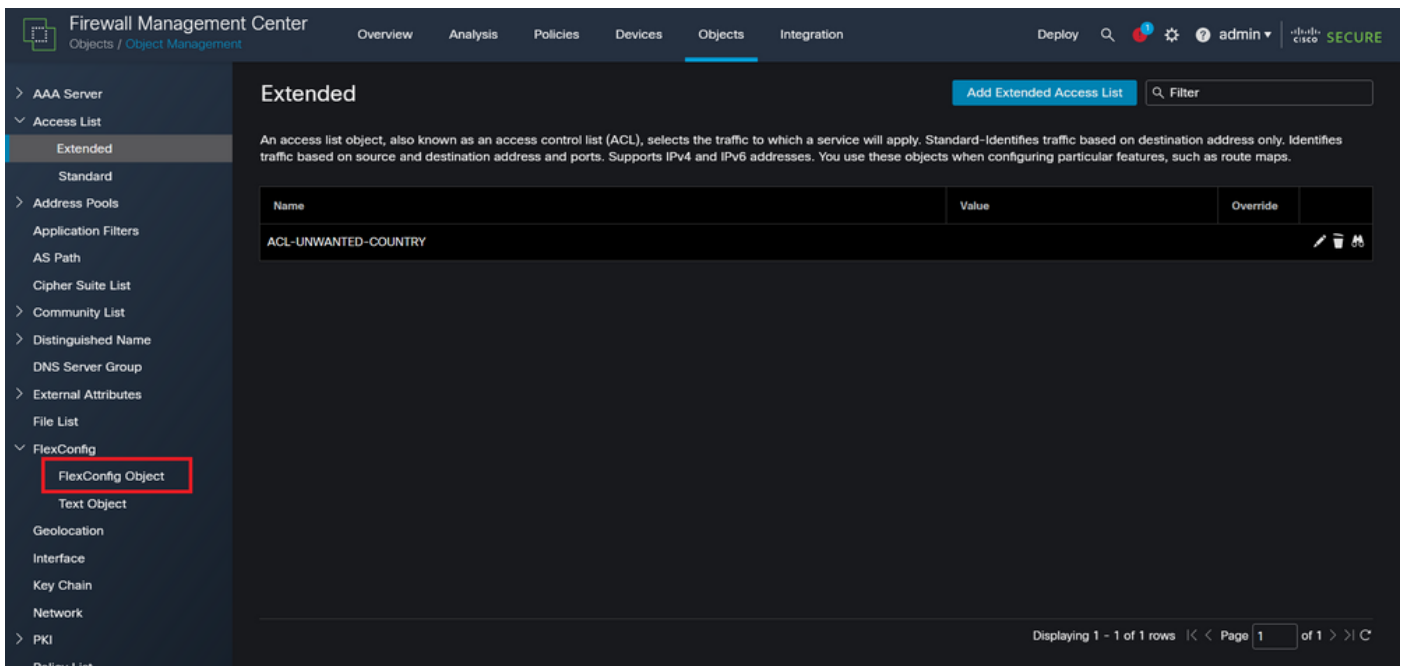 Firewall Management Center
Objects / Object Management
Overview Analysis Policies Devices Objects Integration Deploy 1 ? admin cisco SECURE
AAA Server
Access List
Extended
Standard
Address Pools
Application Filters
AS Path
Cipher Suite List
Community List
Distinguished Name
DNS Server Group
External Attributes
File List
FlexConfig
FlexConfig Object
Text Object
Geolocation
Interface
Key Chain
Network
PKI
Policy List
Extended
Add Extended Access List
Filter
An access list object, also known as an access control list (ACL), selects the traffic to which a service will apply. Standard-Identifies traffic based on destination address only. Identifies
traffic based on source and destination address and ports. Supports IPv4 and IPv6 addresses. You use these objects when configuring particular features, such as route maps.
Name Value Override
ACL-UNWANTED-COUNTRY
Displaying 1 - 1 of 1 rows |< < Page 1 of 1 > >| C